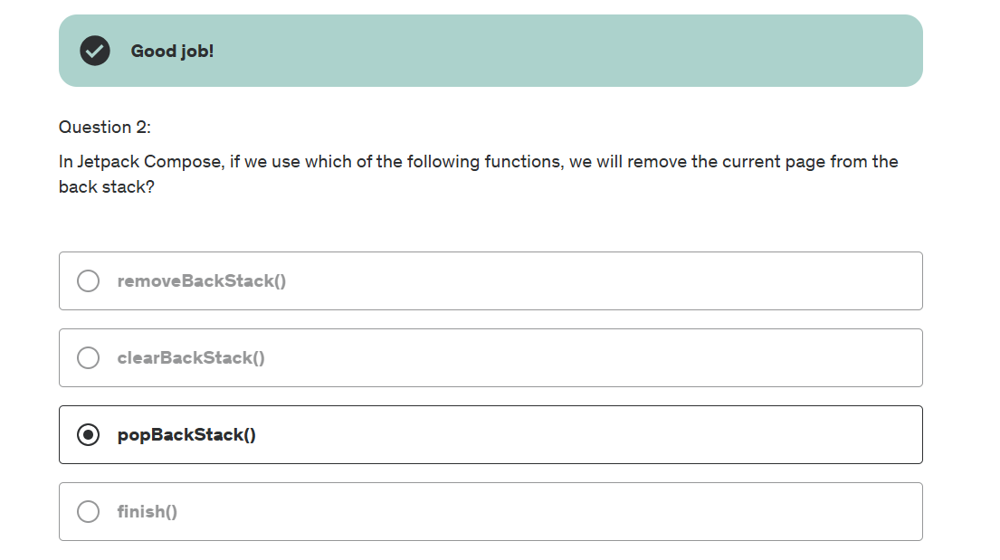 Good job!
Question 2:
In Jetpack Compose, if we use which of the following functions, we will remove the current page from the
back stack?
removeBackStack()
clearBackStack()
popBackStack()
finish()